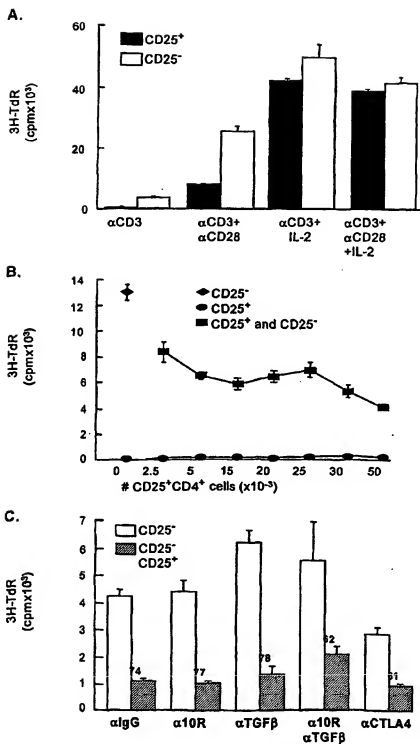 A.
CD25⁺
CD25⁻
3H-TdR
(cpmx10³)
60
40
20
0
αCD3
αCD3+
αCD28
αCD3+
IL-2
αCD3+
αCD28
+IL-2
B.
14
12
10
8
6
4
2
0
3H-TdR
(cpmx10³)
CD25⁻
CD25⁺
CD25⁺ and CD25⁻
0 2.5 5 15 20 25 30 50
# CD25⁺CD4⁺ cells (x10⁻³)
C.
7
6
5
4
3
2
1
0
3H-TdR
(cpmx10³)
CD25⁻
CD25⁻
CD25⁺
74
77
78
62
61
αIgG
α10R
αTGFβ
α10R
αTGFβ
αCTLA4